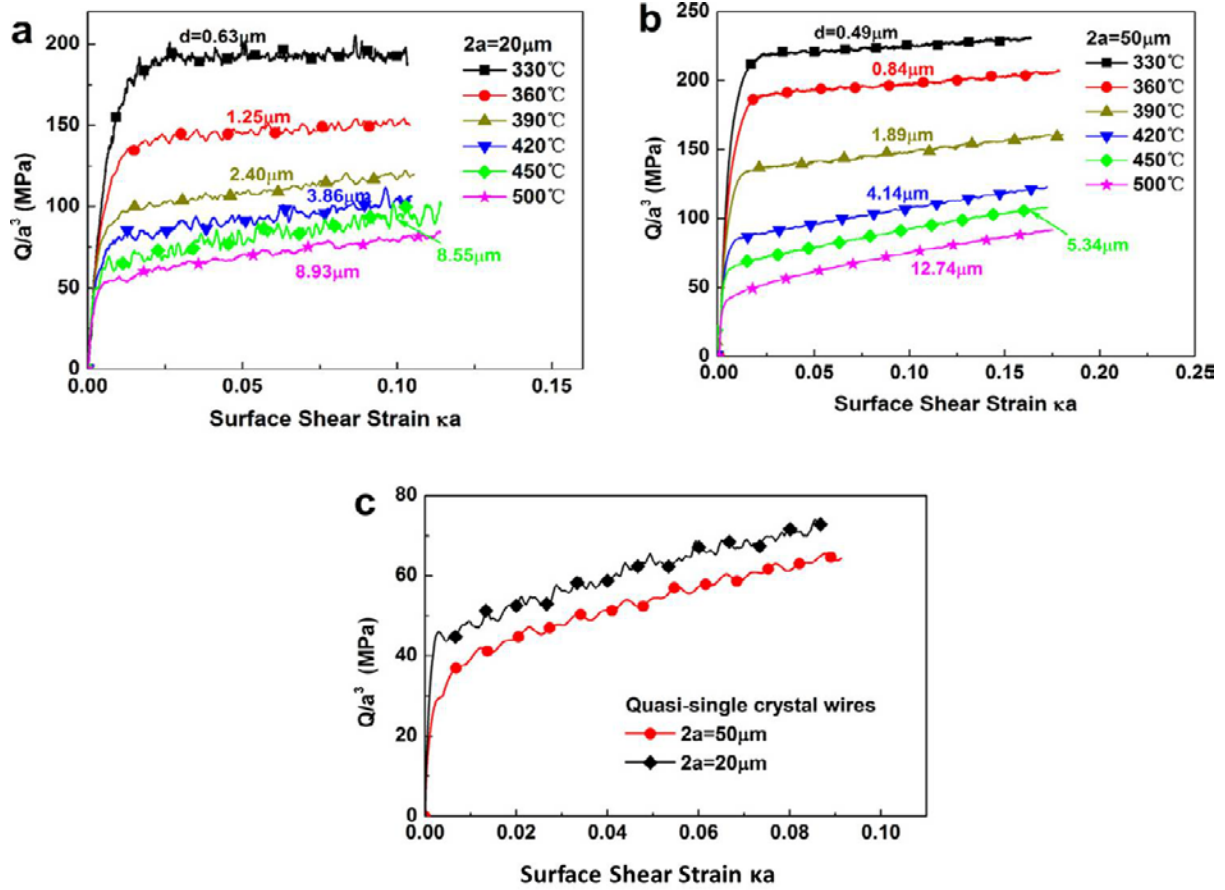 a
d=0.63μm
2a=20μm
330℃
360℃
390℃
420℃
450℃
500℃
1.25μm
2.40μm
3.86μm
8.55μm
8.93μm
200
150
100
50
0
Q/a³ (MPa)
0.00 0.05 0.10 0.15
Surface Shear Strain κa
b
d=0.49μm
2a=50μm
330℃
360℃
390℃
420℃
450℃
500℃
0.84μm
1.89μm
4.14μm
5.34μm
12.74μm
250
200
150
100
50
0
Q/a³ (MPa)
0.00 0.05 0.10 0.15 0.20 0.25
Surface Shear Strain κa
c
80
60
40
20
0
Q/a³ (MPa)
Quasi-single crystal wires
2a=50μm
2a=20μm
0.00 0.02 0.04 0.06 0.08 0.10
Surface Shear Strain κa